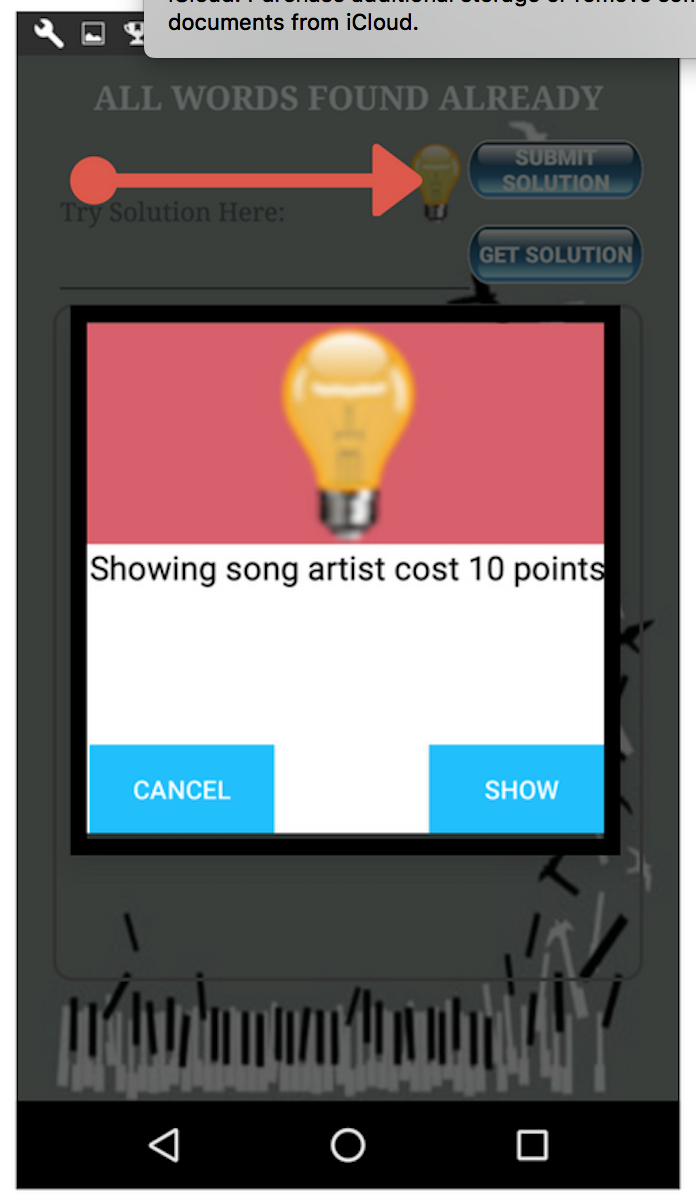 documents from iCloud.
ALL WORDS FOUND ALREADY
SUBMIT
SOLUTION
Try Solution Here:
GET SOLUTION
Showing song artist cost 10 points
CANCEL
SHOW